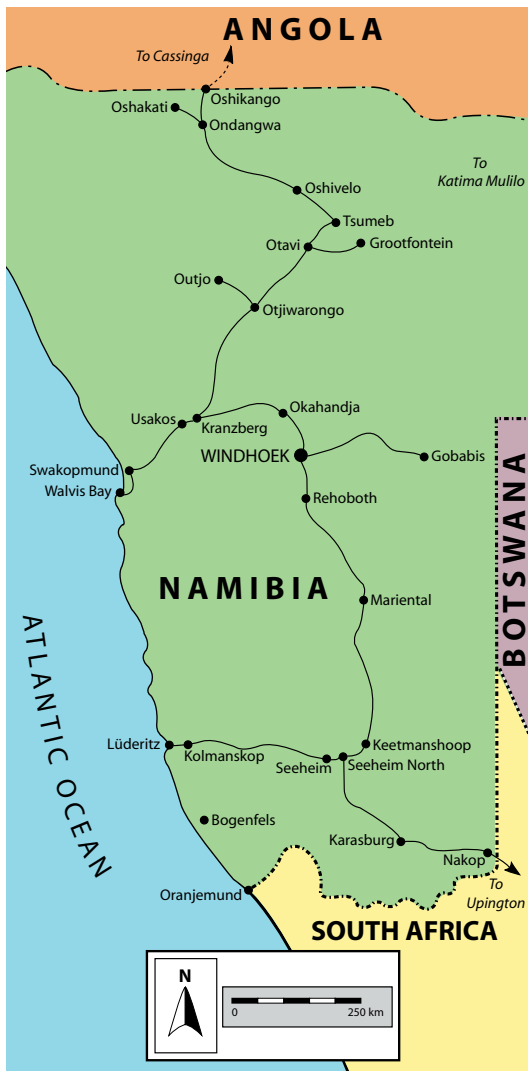 ANGOLA
To Cassinga
Oshikango
Oshakati
Ondangwa
To
Katima Mulilo
Oshivelo
Tsumeb
Otavi
Grootfontein
Outjo
Otjiwarongo
Okahandja
Usakos
Kranzberg
WINDHOEK
Gobabis
Swakopmund
Walvis Bay
Rehoboth
BOTSWANA
NAMIBIA
Mariental
ATLANTIC OCEAN
Lüderitz
Kolmanskop
Keetmanshoop
Seeheim
Seeheim North
Bogenfels
Karasburg
Nakop
To
Upington
Oranjemund
SOUTH AFRICA
N
0
250 km